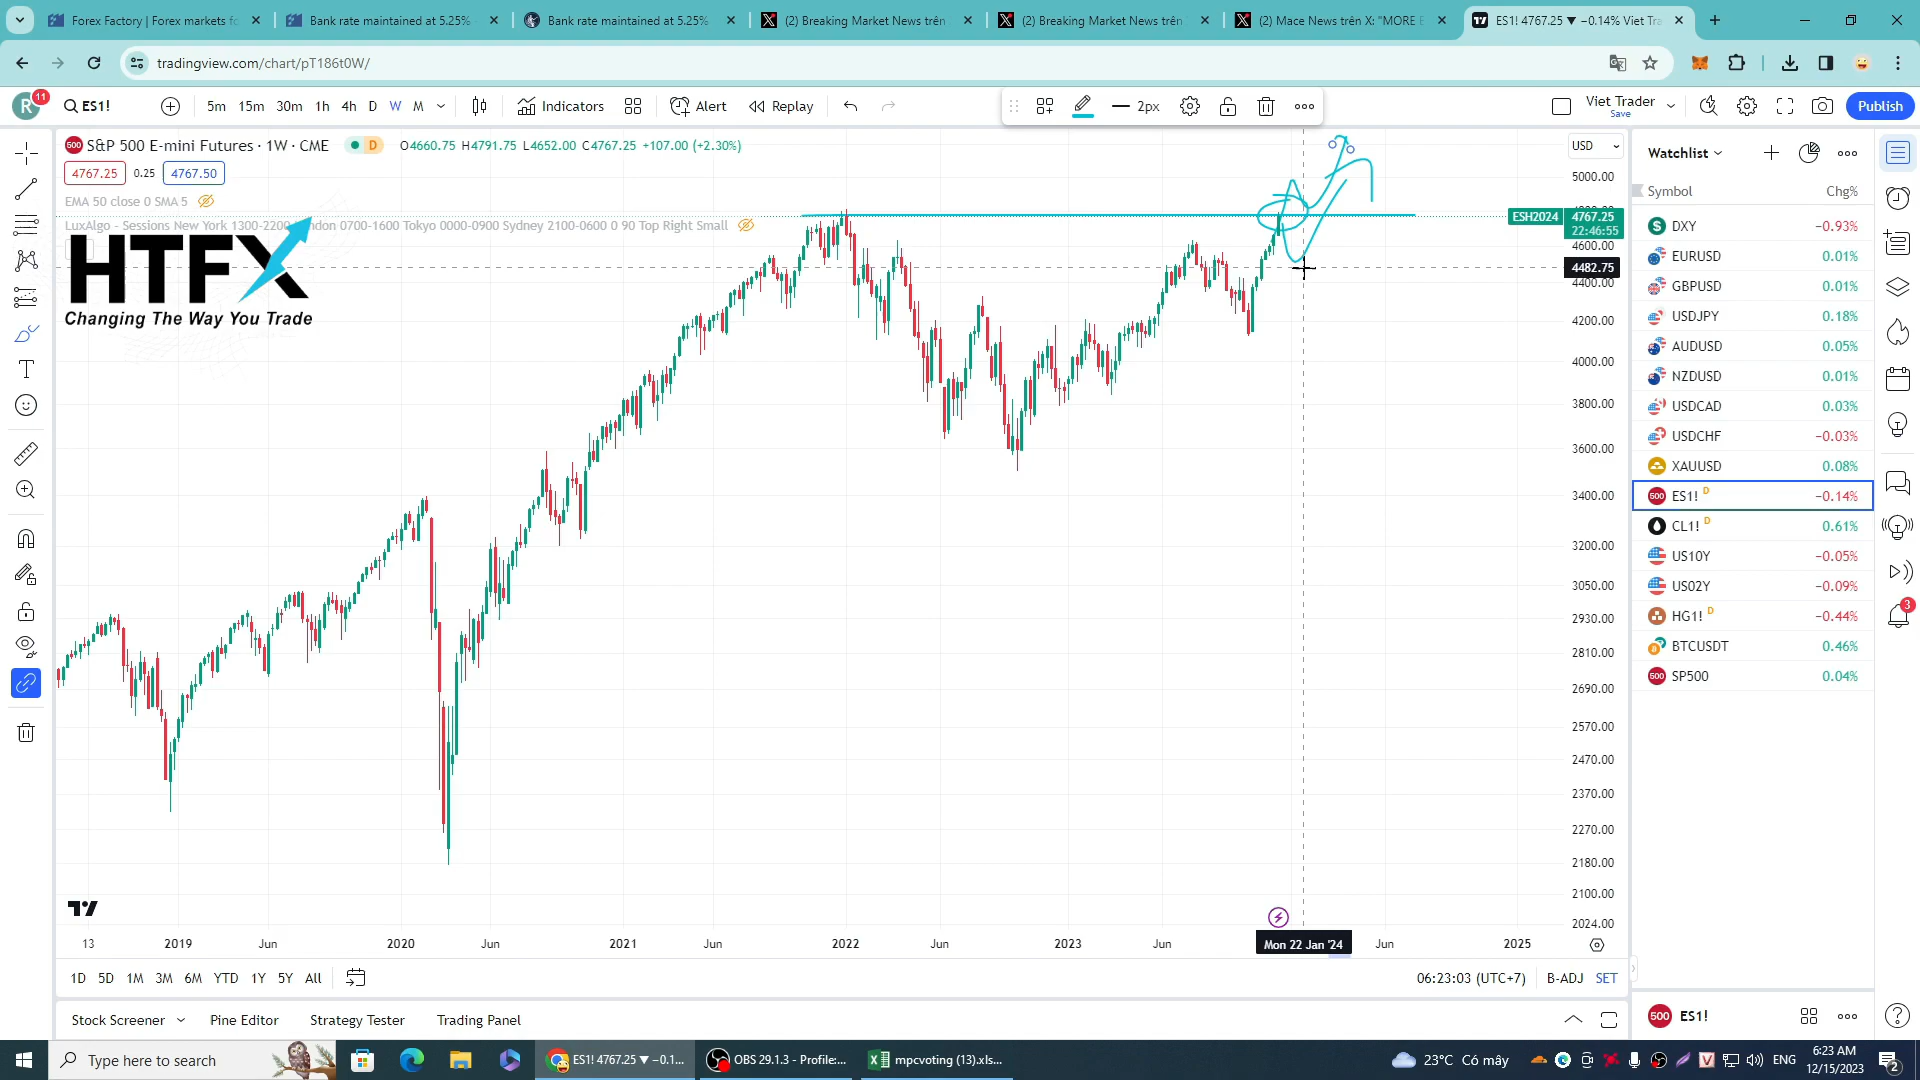 Forex Factory | Forex markets fo
Bank rate maintained at 5.25% -
Bank rate maintained at 5.25%
(2) Breaking Market News trên
(2) Breaking Market News trên
(2) Mace News trên X: "MORE E
ES1! 4767.25 ▼ −0.14% Viet Tra
tradingview.com/chart/pT186t0W/
R 11
ES1!
5m 15m 30m 1h 4h D W M
Indicators
Alert
Replay
2px
Viet Trader
Save
Publish
S&P 500 E-mini Futures · 1W · CME
D
O4660.75 H4791.75 L4652.00 C4767.25 +107.00 (+2.30%)
4767.25 0.25 4767.50
EMA 50 close 0 SMA 5
LuxAlgo - Sessions New York 1300-2200 London 0700-1600 Tokyo 0000-0900 Sydney 2100-0600 0 90 Top Right Small
HTFX
Changing The Way You Trade
USD
5000.00
ESH2024 4767.25
22:46:55
4600.00
4482.75
4400.00
4200.00
4000.00
3800.00
3600.00
3400.00
3200.00
3050.00
2930.00
2810.00
2690.00
2570.00
2470.00
2370.00
2270.00
2180.00
2100.00
2024.00
13 2019 Jun 2020 Jun 2021 Jun 2022 Jun 2023 Jun Mon 22 Jan '24 Jun 2025
1D 5D 1M 3M 6M YTD 1Y 5Y All
06:23:03 (UTC+7) B-ADJ SET
Stock Screener Pine Editor Strategy Tester Trading Panel
Watchlist
Symbol Chg%
DXY −0.93%
EURUSD 0.01%
GBPUSD 0.01%
USDJPY 0.18%
AUDUSD 0.05%
NZDUSD 0.01%
USDCAD 0.03%
USDCHF −0.03%
XAUUSD 0.08%
ES1! D −0.14%
CL1! D 0.61%
US10Y −0.05%
US02Y −0.09%
HG1! D −0.44%
BTCUSDT 0.46%
SP500 0.04%
ES1!
3
Type here to search
ES1! 4767.25 ▼ −0.1...
OBS 29.1.3 - Profile:...
mpcvoting (13).xls...
23°C Có mây
ENG
6:23 AM
12/15/2023
2